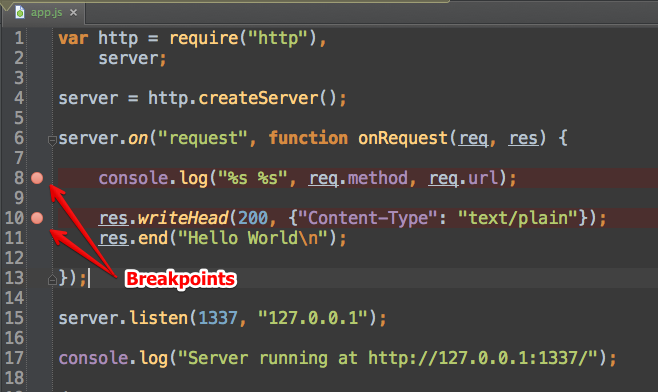 app.js ×
1 var http = require("http"),
2 server;
3
4 server = http.createServer();
5
6 server.on("request", function onRequest(req, res) {
7
8 console.log("%s %s", req.method, req.url);
9
10 res.writeHead(200, {"Content-Type": "text/plain"});
11 res.end("Hello World\n");
12
13 });
Breakpoints
14
15 server.listen(1337, "127.0.0.1");
16
17 console.log("Server running at http://127.0.0.1:1337/");
18